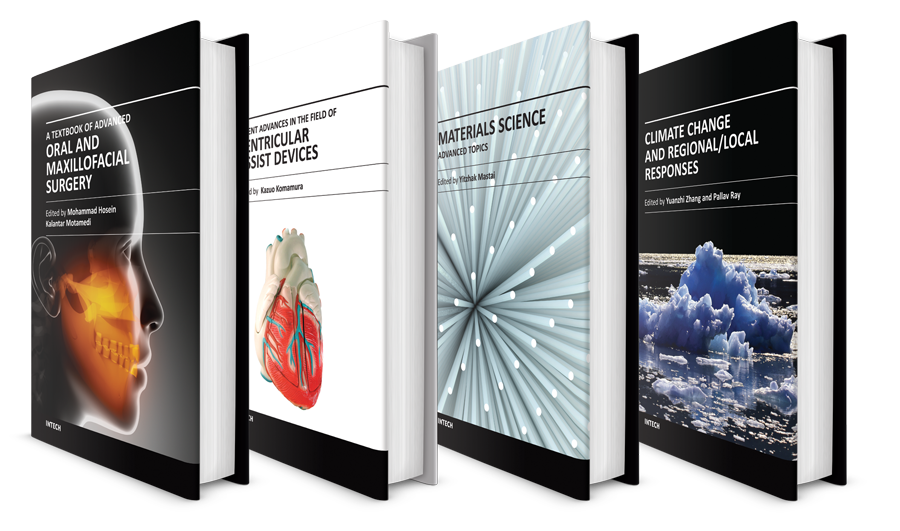 A TEXTBOOK OF ADVANCED
ORAL AND
MAXILLOFACIAL
SURGERY
Edited by Mohammad Hosein
Kalantar Motamedi
INTECH
ENT ADVANCES IN THE FIELD OF
ENTRICULAR
SSIST DEVICES
d by Kazuo Komamura
H
MATERIALS SCIENCE
ADVANCED TOPICS
Edited by Yitzhak Mastai
INTECH
CLIMATE CHANGE
AND REGIONAL/LOCAL
RESPONSES
Edited by Yuanzhi Zhang and Pallav Ray
INTECH